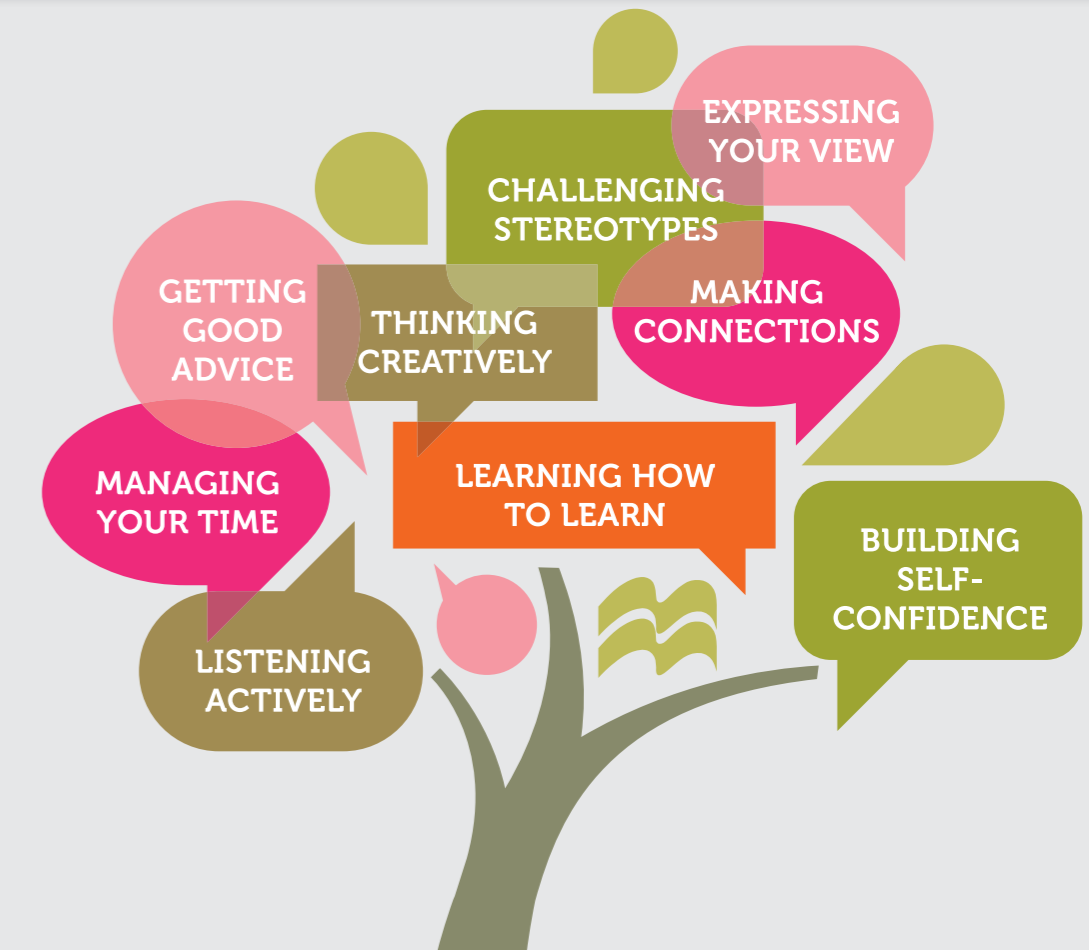 EXPRESSING
YOUR VIEW
CHALLENGING
STEREOTYPES
GETTING
GOOD
ADVICE
THINKING
CREATIVELY
MAKING
CONNECTIONS
MANAGING
YOUR TIME
LEARNING HOW
TO LEARN
BUILDING
SELF-
CONFIDENCE
LISTENING
ACTIVELY